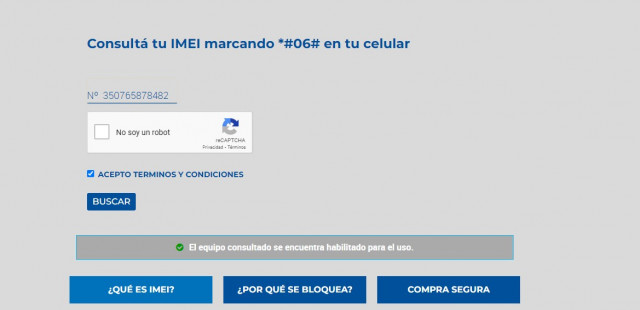 Consultá tu IMEI marcando *#06# en tu celular
Nº 350765878482
No soy un robot
reCAPTCHA
Privacidad - Términos
ACEPTO TERMINOS Y CONDICIONES
BUSCAR
El equipo consultado se encuentra habilitado para el uso.
¿QUÉ ES IMEI?
¿POR QUÉ SE BLOQUEA?
COMPRA SEGURA